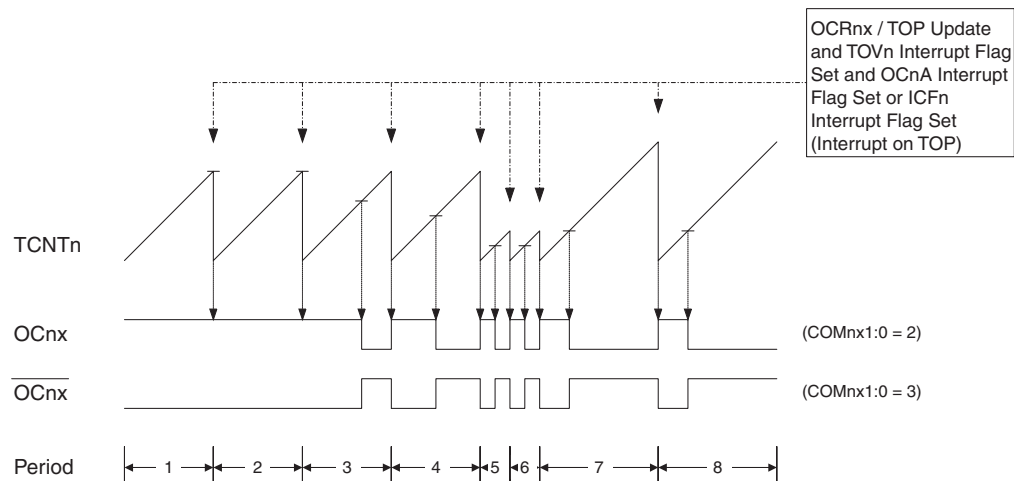 OCRnx / TOP Update
and TOVn Interrupt Flag
Set and OCnA Interrupt
Flag Set or ICFn
Interrupt Flag Set
(Interrupt on TOP)
TCNTn
OCnx
(COMnx1:0 = 2)
OCnx
(COMnx1:0 = 3)
Period
1 2 3 4 5 6 7 8